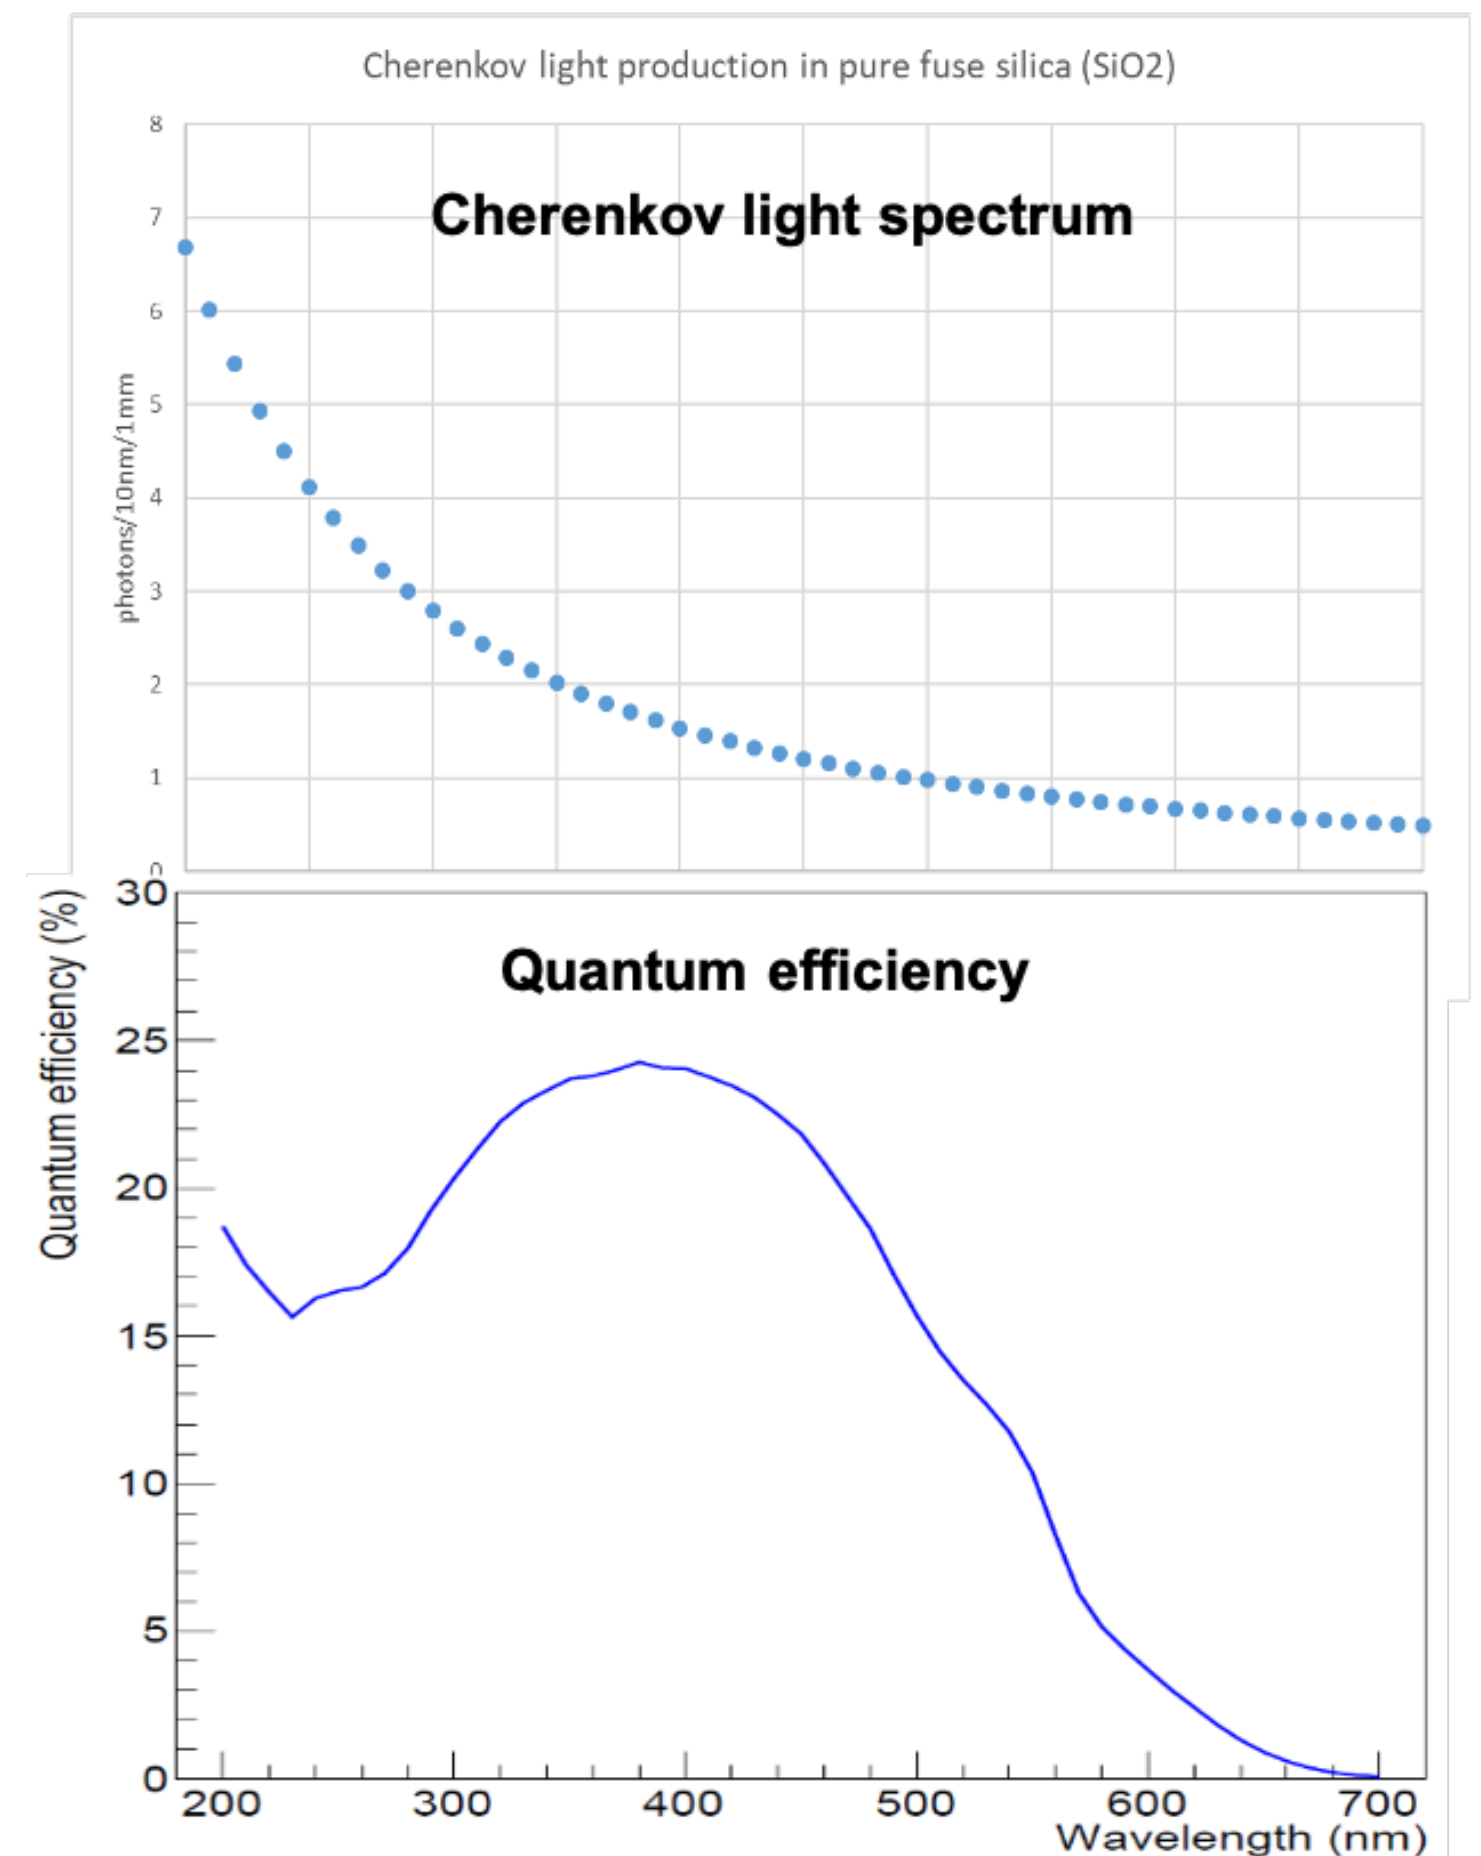 Cherenkov light production in pure fuse silica (SiO2)
Cherenkov light spectrum
photons/10nm/1mm
8
7
6
5
4
3
2
1
0
Quantum efficiency
Quantum efficiency (%)
30
25
20
15
10
5
0
200 300 400 500 600 700
Wavelength (nm)